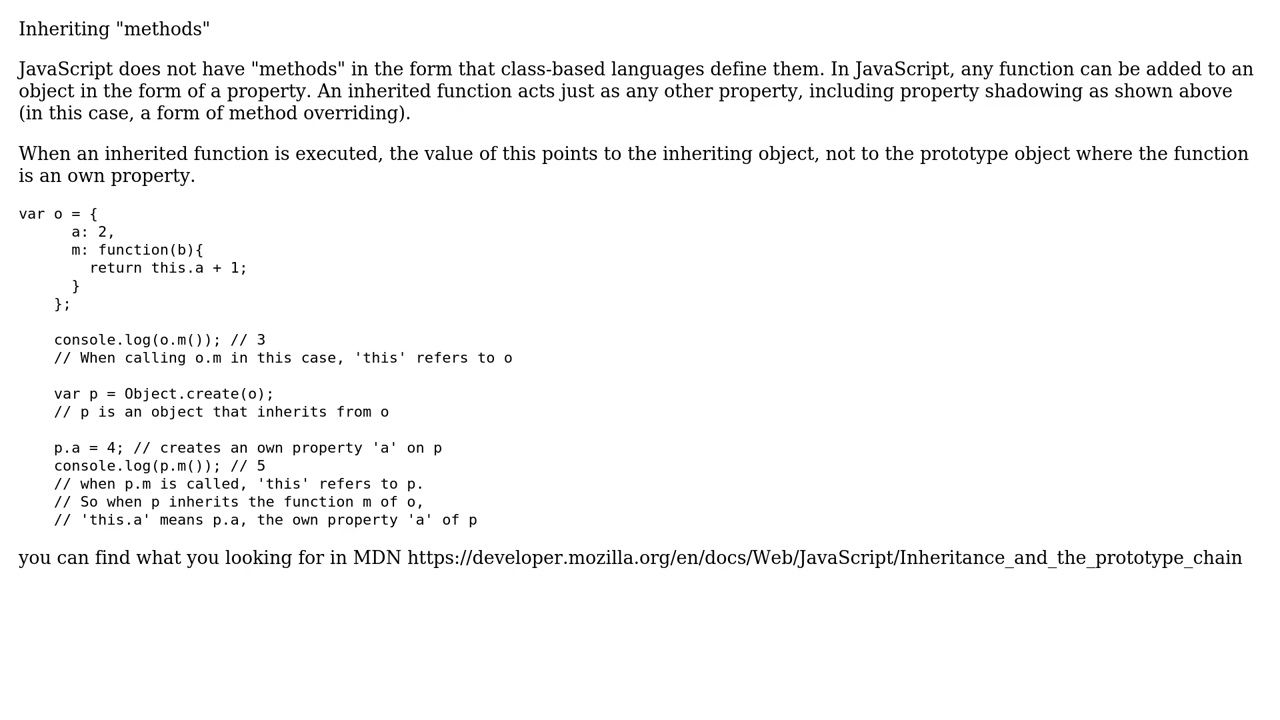 Inheriting "methods"
JavaScript does not have "methods" in the form that class-based languages define them. In JavaScript, any function can be added to an
object in the form of a property. An inherited function acts just as any other property, including property shadowing as shown above
(in this case, a form of method overriding).
When an inherited function is executed, the value of this points to the inheriting object, not to the prototype object where the function
is an own property.
var o = {
      a: 2,
      m: function(b){
        return this.a + 1;
      }
    };
    console.log(o.m()); // 3
    // When calling o.m in this case, 'this' refers to o
    var p = Object.create(o);
    // p is an object that inherits from o
    p.a = 4; // creates an own property 'a' on p
    console.log(p.m()); // 5
    // when p.m is called, 'this' refers to p.
    // So when p inherits the function m of o,
    // 'this.a' means p.a, the own property 'a' of p
you can find what you looking for in MDN https://developer.mozilla.org/en/docs/Web/JavaScript/Inheritance_and_the_prototype_chain